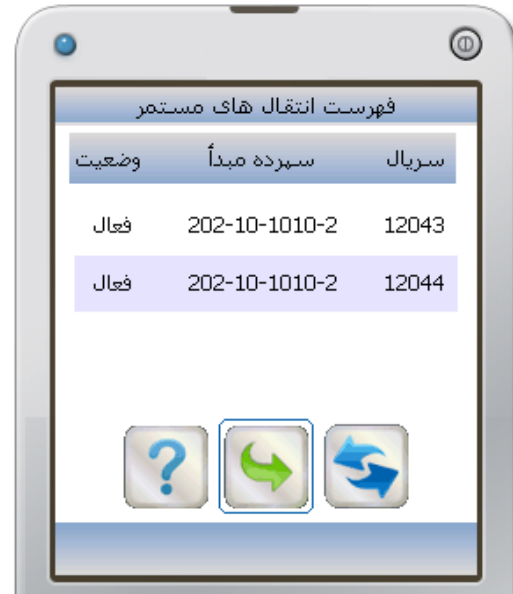 فهرست انتقال های مستمر
سریال سپرده مبدأ وضعیت
12043 202-10-1010-2 فعال
12044 202-10-1010-2 فعال
?